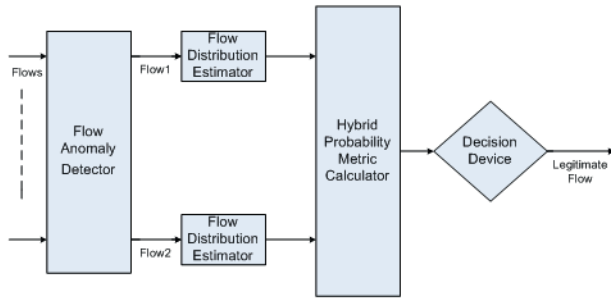 Flows
Flow
Anomaly
Detector
Flow1
Flow
Distribution
Estimator
Flow2
Flow
Distribution
Estimator
Hybrid
Probability
Metric
Calculator
Decision
Device
Legitimate
Flow